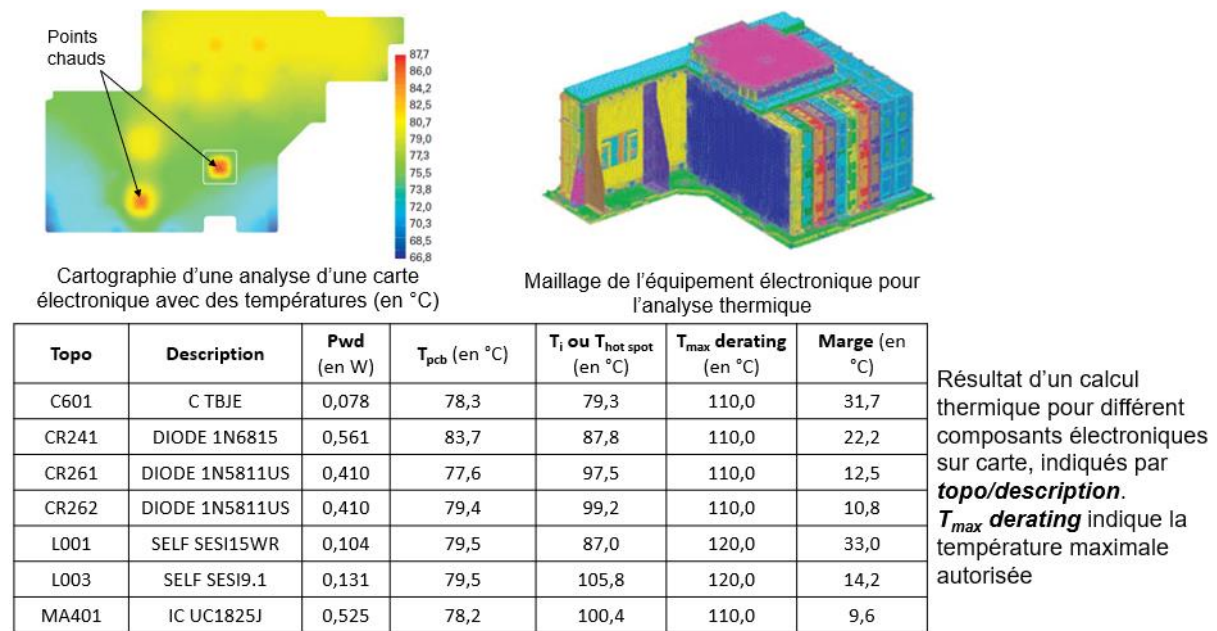 Points
chauds
87,7
86,0
84,2
82,5
80,7
79,0
77,3
75,5
73,8
72,0
70,3
68,5
66,8
Cartographie d'une analyse d'une carte
électronique avec des températures (en °C)
Maillage de l'équipement électronique pour
l'analyse thermique
Topo Description Pwd (en W) Tpcb (en °C) Ti ou Thot spot (en °C) Tmax derating (en °C) Marge (en °C)
C601 C TBJE 0,078 78,3 79,3 110,0 31,7
CR241 DIODE 1N6815 0,561 83,7 87,8 110,0 22,2
CR261 DIODE 1N5811US 0,410 77,6 97,5 110,0 12,5
CR262 DIODE 1N5811US 0,410 79,4 99,2 110,0 10,8
L001 SELF SESI15WR 0,104 79,5 87,0 120,0 33,0
L003 SELF SESI9.1 0,131 79,5 105,8 120,0 14,2
MA401 IC UC1825J 0,525 78,2 100,4 110,0 9,6
Résultat d'un calcul
thermique pour différent
composants électroniques
sur carte, indiqués par
topo/description.
Tmax derating indique la
température maximale
autorisée